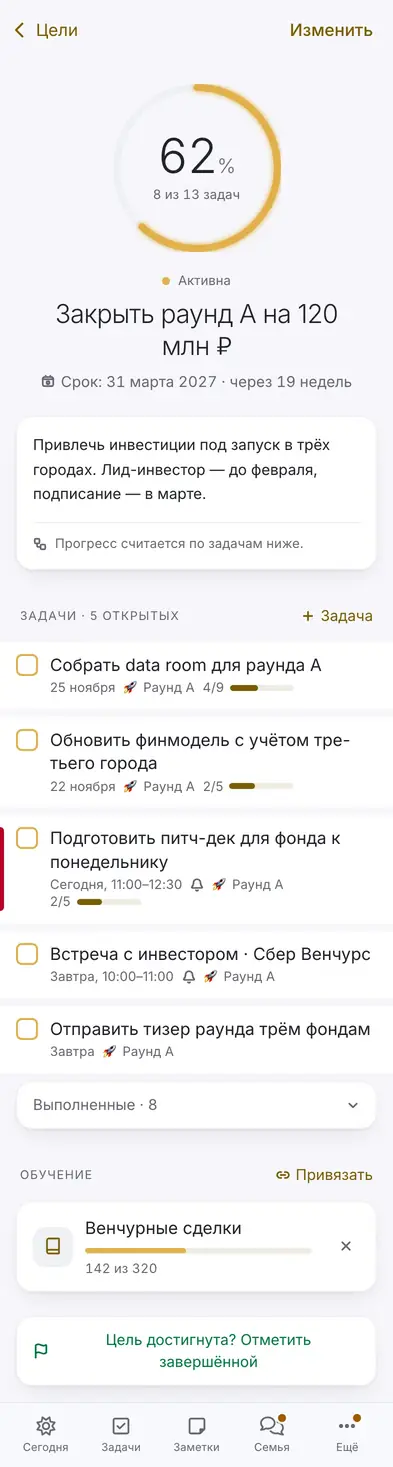 Цели
Изменить
62%
8 из 13 задач
Активна
Закрыть раунд А на 120
млн ₽
Срок: 31 марта 2027 · через 19 недель
Привлечь инвестиции под запуск в трёх
городах. Лид-инвестор — до февраля,
подписание — в марте.
Прогресс считается по задачам ниже.
ЗАДАЧИ · 5 ОТКРЫТЫХ
+ Задача
Собрать data room для раунда А
25 ноября 🚀 Раунд А 4/9
Обновить финмодель с учётом тре-
тьего города
22 ноября 🚀 Раунд А 2/5
Подготовить питч-дек для фонда к
понедельнику
Сегодня, 11:00–12:30 🚀 Раунд А
2/5
Встреча с инвестором · Сбер Венчурс
Завтра, 10:00–11:00 🚀 Раунд А
Отправить тизер раунда трём фондам
Завтра 🚀 Раунд А
Выполненные · 8
ОБУЧЕНИЕ
Привязать
Венчурные сделки
142 из 320
Цель достигнута? Отметить
завершённой
Сегодня
Задачи
Заметки
Семья
Ещё